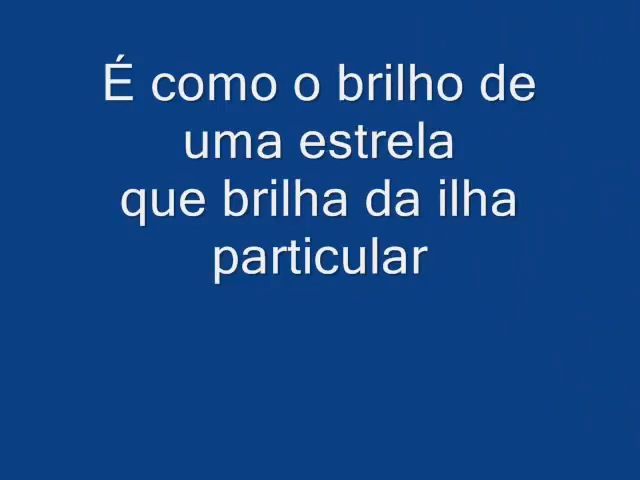 É como o brilho de
uma estrela
que brilha da ilha
particular